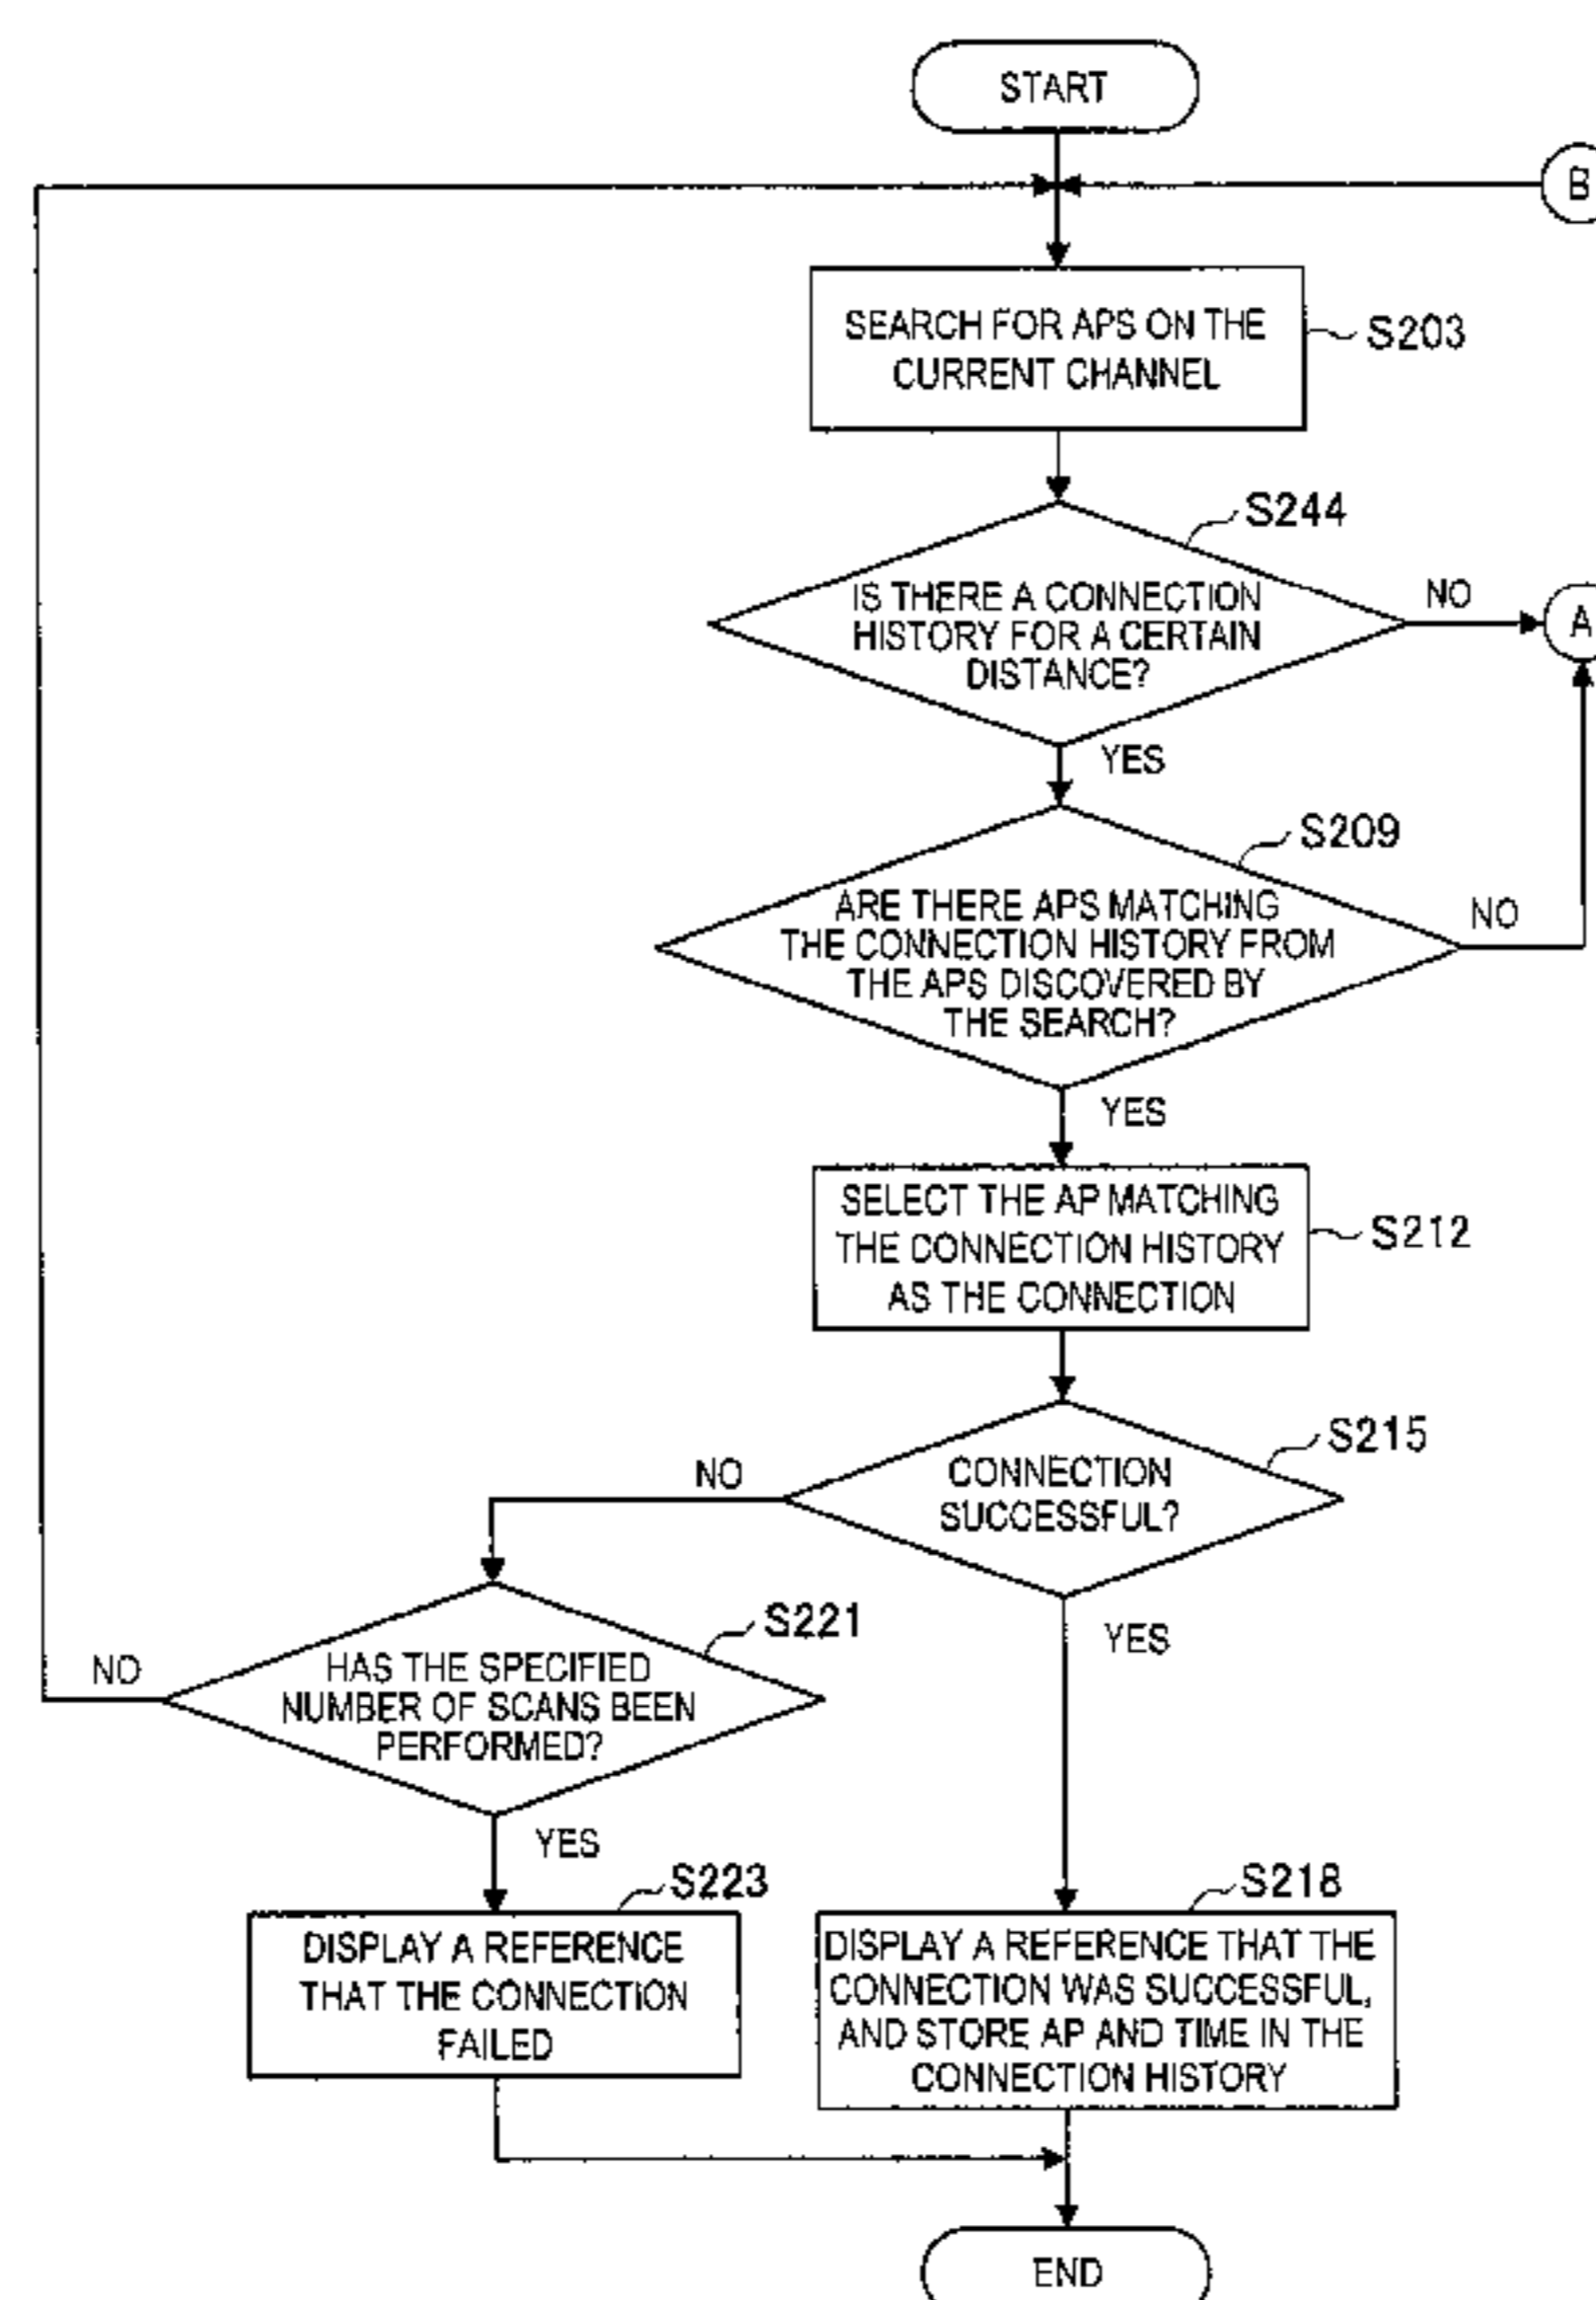 START
B
SEARCH FOR APS ON THE
CURRENT CHANNEL
S203
S244
IS THERE A CONNECTION
HISTORY FOR A CERTAIN
DISTANCE?
NO
A
YES
S209
ARE THERE APS MATCHING
THE CONNECTION HISTORY FROM
THE APS DISCOVERED BY
THE SEARCH?
NO
YES
SELECT THE AP MATCHING
THE CONNECTION HISTORY
AS THE CONNECTION
S212
S215
CONNECTION
SUCCESSFUL?
NO
YES
S221
HAS THE SPECIFIED
NUMBER OF SCANS BEEN
PERFORMED?
NO
YES
S223
DISPLAY A REFERENCE
THAT THE CONNECTION
FAILED
S218
DISPLAY A REFERENCE THAT THE
CONNECTION WAS SUCCESSFUL,
AND STORE AP AND TIME IN THE
CONNECTION HISTORY
END